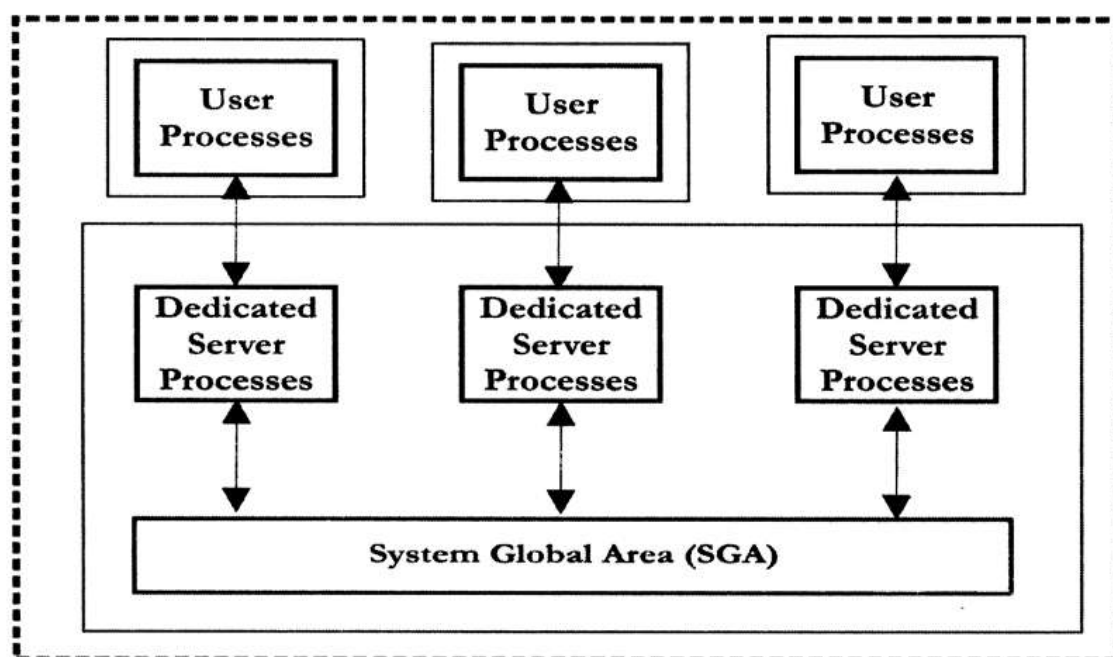 User
Processes
User
Processes
User
Processes
Dedicated
Server
Processes
Dedicated
Server
Processes
Dedicated
Server
Processes
System Global Area (SGA)